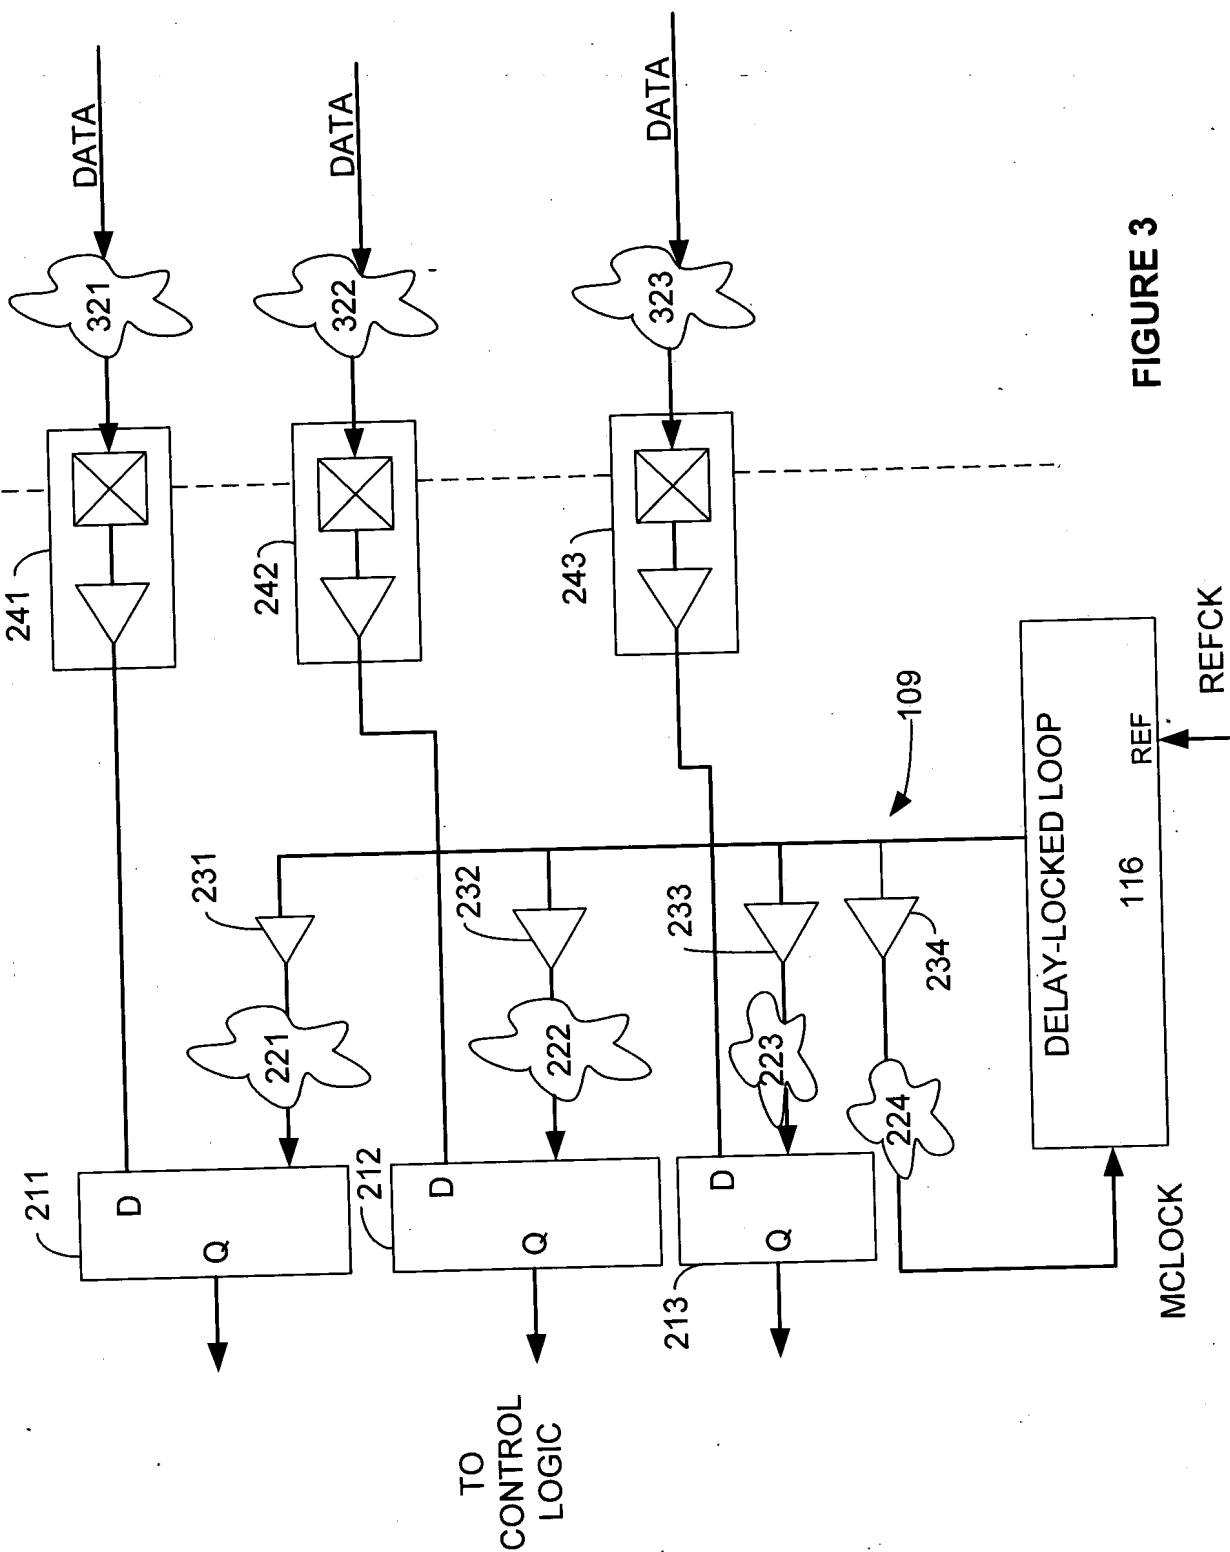 DATA
321
241
231
221
211
D
Q
DATA
322
242
232
222
212
D
Q
TO
CONTROL
LOGIC
DATA
323
243
233
223
213
D
Q
109
234
224
DELAY-LOCKED LOOP
116
REF
REFCK
MCLOCK
FIGURE 3